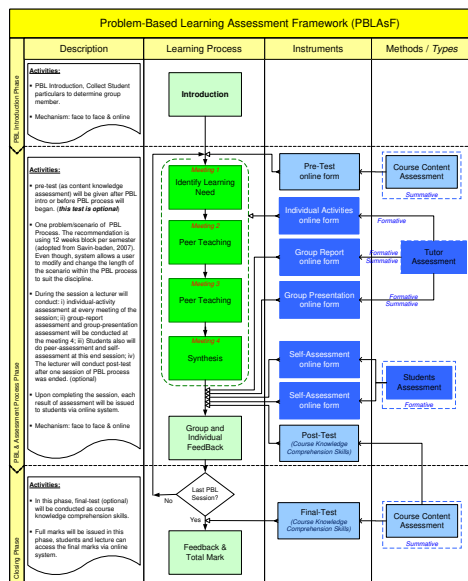 Problem-Based Learning Assessment Framework (PBLAsF)
Description
Learning Process
Instruments
Methods / Types
PBL Introduction Phase
Activities:
• PBL Introduction, Collect Student
particulars to determine group
member.
• Mechanism: face to face & online
Introduction
PBL & Assessment Process Phase
Activities:
• pre-test (as content knowledge
assessment) will be given after PBL
intro or before PBL process will
began. (this test is optional)
• One problem/scenario of PBL
Process. The recommendation is
using 12 weeks block per semester
(adopted from Savin-baden, 2007).
Even though, system allows a user
to modify and change the length of
the scenario within the PBL process
to suit the discipline.
• During the session a lecturer will
conduct: i) individual-activity
assessment at every meeting of the
session; ii) group-report
assessment and group-presentation
assessment will be conducted at
the meeting 4; iii) Students also will
do peer-assessment and self-
assessment at this end session; iv)
The lecturer will conduct post-test
after one session of PBL process
was ended. (optional)
• Upon completing the session, each
result of assessment will be issued
to students via online system.
• Mechanism: face to face & online
Meeting 1
Identify Learning
Need
Meeting 2
Peer Teaching
Meeting 3
Peer Teaching
Meeting 4
Synthesis
Group and
Individual
FeedBack
Pre-Test
online form
Individual Activities
online form
Group Report
online form
Group Presentation
online form
Self-Assessment
online form
Self-Assessment
online form
Post-Test
(Course Knowledge
Comprehension Skills)
Course Content
Assessment
Summative
Formative
Tutor
Assessment
Formative
Summative
Formative
Summative
Students
Assessment
Formative
Closing Phase
Activities:
• In this phase, final-test (optional)
will be conducted as course
knowledge comprehension skills.
• Full marks will be issued in this
phase, students and lecture can
access the final marks via online
system.
Last PBL
Session?
No
Yes
Feedback &
Total Mark
Final-Test
(Course Knowledge
Comprehension Skills)
Course Content
Assessment
Summative